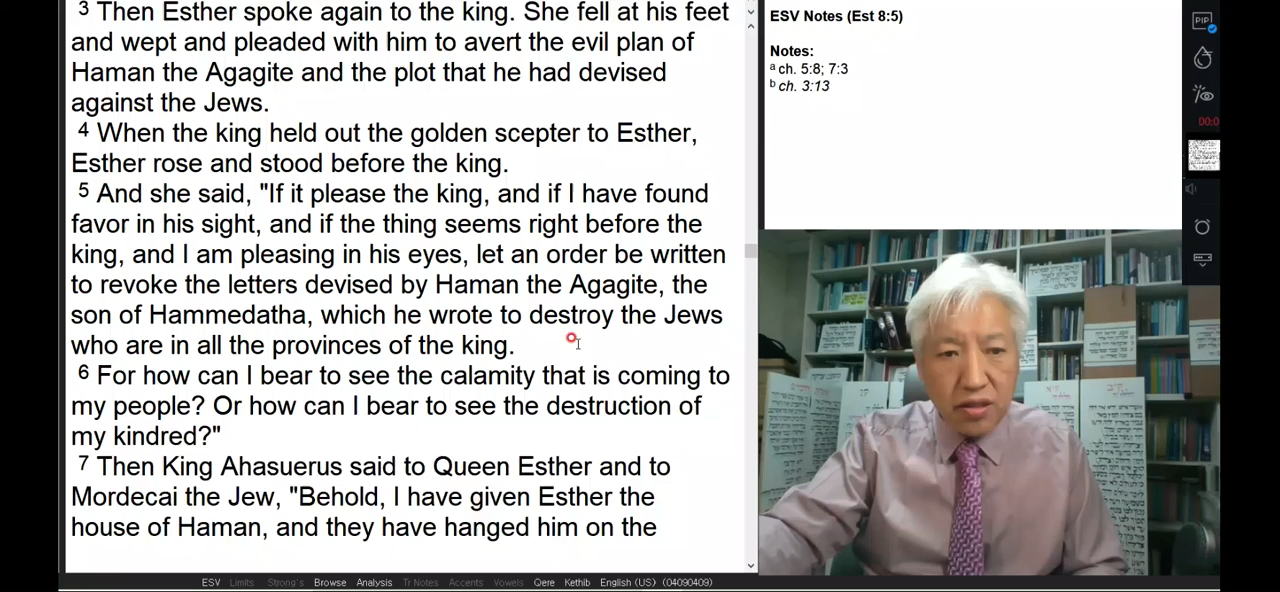 3 Then Esther spoke again to the king. She fell at his feet
and wept and pleaded with him to avert the evil plan of
Haman the Agagite and the plot that he had devised
against the Jews.
4 When the king held out the golden scepter to Esther,
Esther rose and stood before the king.
5 And she said, "If it please the king, and if I have found
favor in his sight, and if the thing seems right before the
king, and I am pleasing in his eyes, let an order be written
to revoke the letters devised by Haman the Agagite, the
son of Hammedatha, which he wrote to destroy the Jews
who are in all the provinces of the king.
6 For how can I bear to see the calamity that is coming to
my people? Or how can I bear to see the destruction of
my kindred?"
7 Then King Ahasuerus said to Queen Esther and to
Mordecai the Jew, "Behold, I have given Esther the
house of Haman, and they have hanged him on the
ESV Notes (Est 8:5)
Notes:
a ch. 5:8; 7:3
b ch. 3:13
PIP
00:0
ESV Limits Strong's Browse Analysis Tr Notes Accents Vowels Qere Kethib English (US) (04090409)